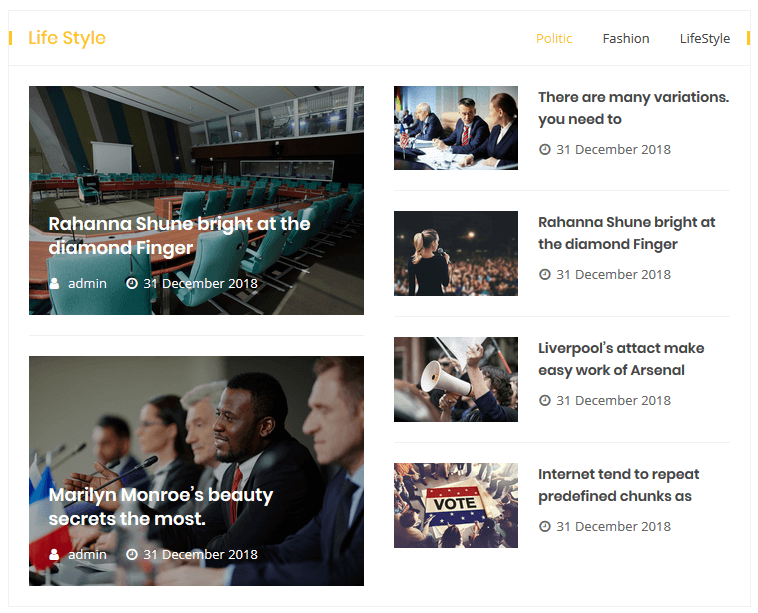 Life Style
Politic Fashion LifeStyle
Rahanna Shune bright at the
diamond Finger
admin 31 December 2018
Marilyn Monroe's beauty
secrets the most.
admin 31 December 2018
There are many variations.
you need to
31 December 2018
Rahanna Shune bright at
the diamond Finger
31 December 2018
Liverpool's attact make
easy work of Arsenal
31 December 2018
VOTE
Internet tend to repeat
predefined chunks as
31 December 2018